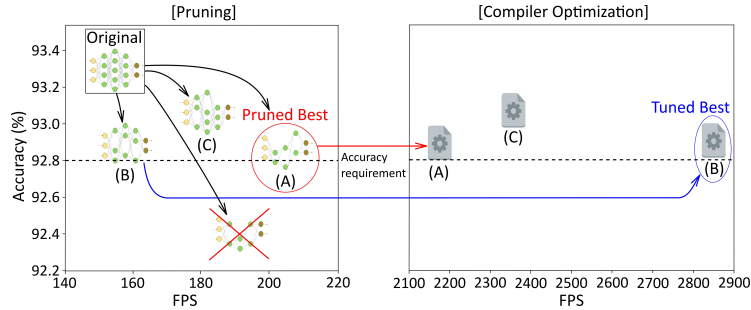 [Pruning]
[Compiler Optimization]
Original
93.4
93.2
93.0
92.8
92.6
92.4
92.2
Accuracy (%)
Pruned Best
(A)
(B)
(C)
Accuracy
requirement
140
160
180
200
220
FPS
Tuned Best
(A)
(C)
(B)
2100
2200
2300
2400
2500
2600
2700
2800
2900
FPS